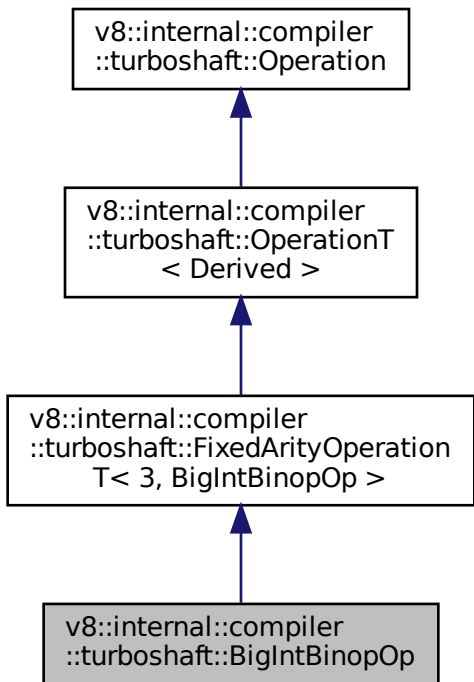 v8::internal::compiler
::turboshaft::Operation
v8::internal::compiler
::turboshaft::OperationT
< Derived >
v8::internal::compiler
::turboshaft::FixedArityOperation
T< 3, BigIntBinopOp >
v8::internal::compiler
::turboshaft::BigIntBinopOp